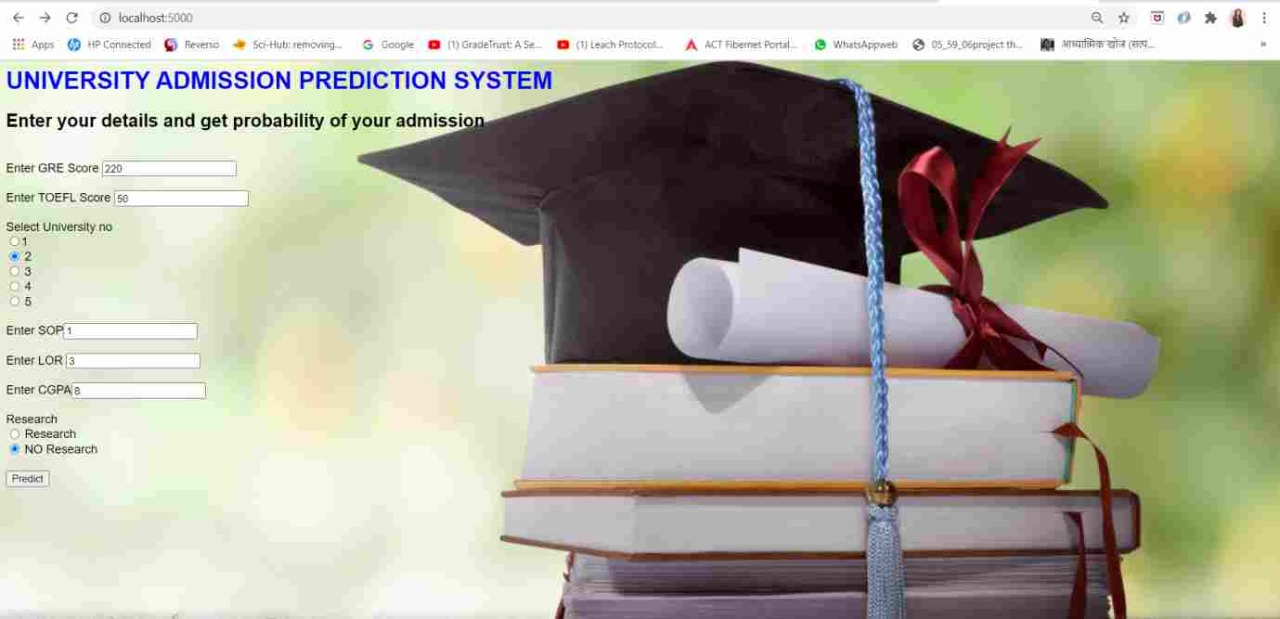 localhost:5000
Apps HP Connected Reverso Sci-Hub: removing... Google (1) GradeTrust: A Se... (1) Leach Protocol... ACT Fibernet Portal... WhatsAppweb 05_59_06project th... आध्यात्मिक खोज (सत्य... »
UNIVERSITY ADMISSION PREDICTION SYSTEM
Enter your details and get probability of your admission
Enter GRE Score 220
Enter TOEFL Score 50
Select University no
1
2
3
4
5
Enter SOP 1
Enter LOR 3
Enter CGPA 8
Research
Research
NO Research
Predict